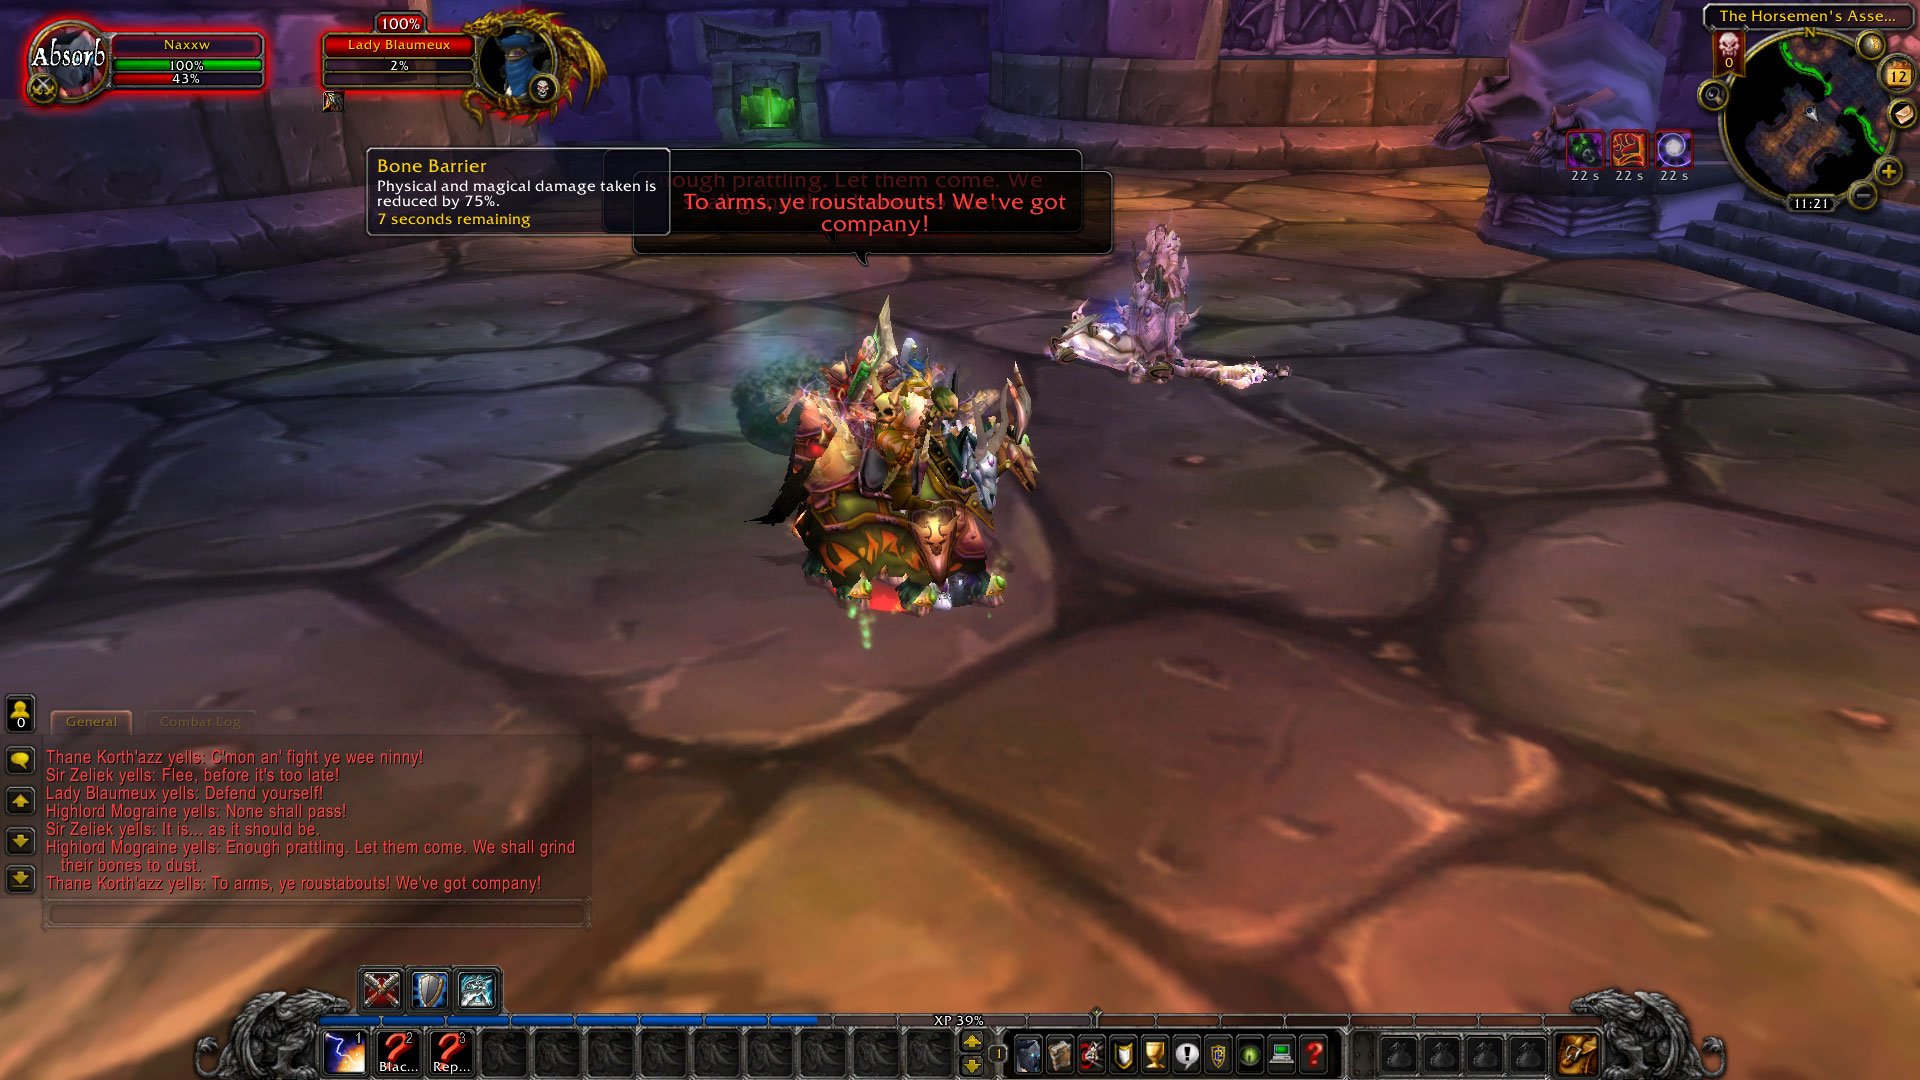 100%
The Horsemen's Asse...
Absorb
Naxxw
Lady Blaumeux
N
100%
2%
0
43%
12
Bone Barrier
Physical and magical damage taken is
reduced by 75%.
7 seconds remaining
ough prattling. Let them come. We
To arms, ye roustabouts! We've got
company!
22 s
22 s
22 s
11:21
0
General
Combat Log
Thane Korth'azz yells: C'mon an' fight ye wee ninny!
Sir Zeliek yells: Flee, before it's too late!
Lady Blaumeux yells: Defend yourself!
Highlord Mograine yells: None shall pass!
Sir Zeliek yells: It is... as it should be.
Highlord Mograine yells: Enough prattling. Let them come. We shall grind
their bones to dust.
Thane Korth'azz yells: To arms, ye roustabouts! We've got company!
XP 39%
1
2
3
Blac...
Rep...
1